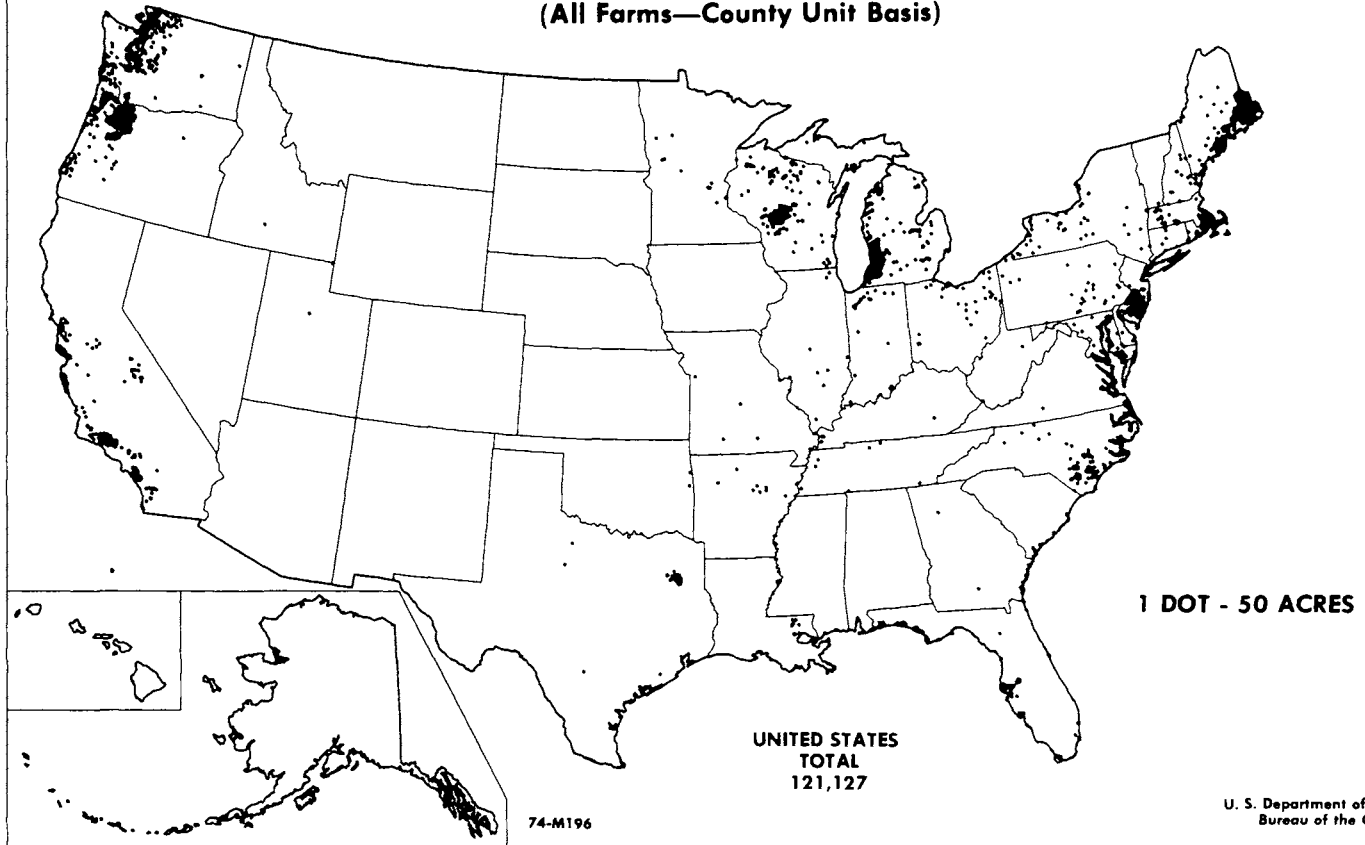 (All Farms—County Unit Basis)
1 DOT - 50 ACRES
UNITED STATES
TOTAL
121,127
74-M196
U. S. Department of
Bureau of the